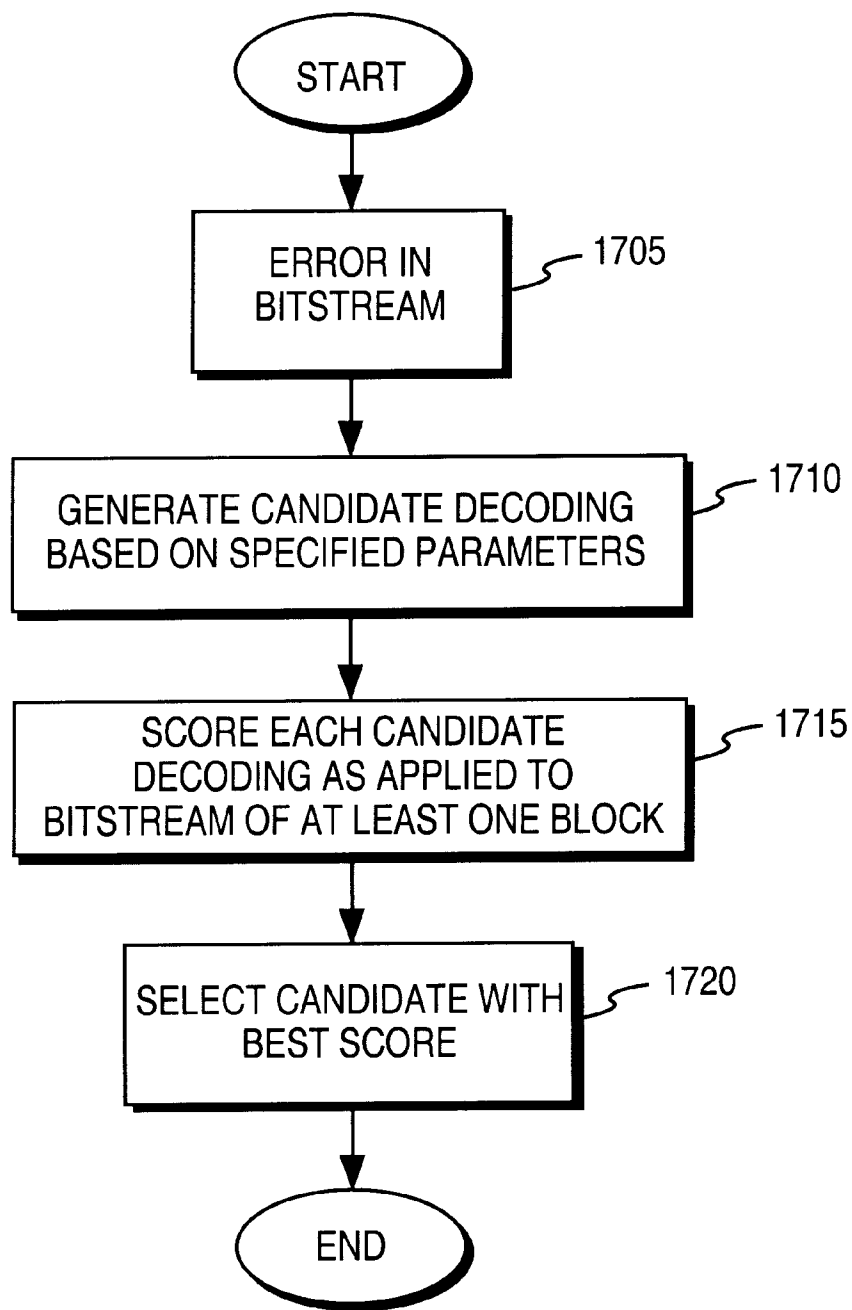 START
ERROR IN
BITSTREAM
1705
GENERATE CANDIDATE DECODING
BASED ON SPECIFIED PARAMETERS
1710
SCORE EACH CANDIDATE
DECODING AS APPLIED TO
BITSTREAM OF AT LEAST ONE BLOCK
1715
SELECT CANDIDATE WITH
BEST SCORE
1720
END